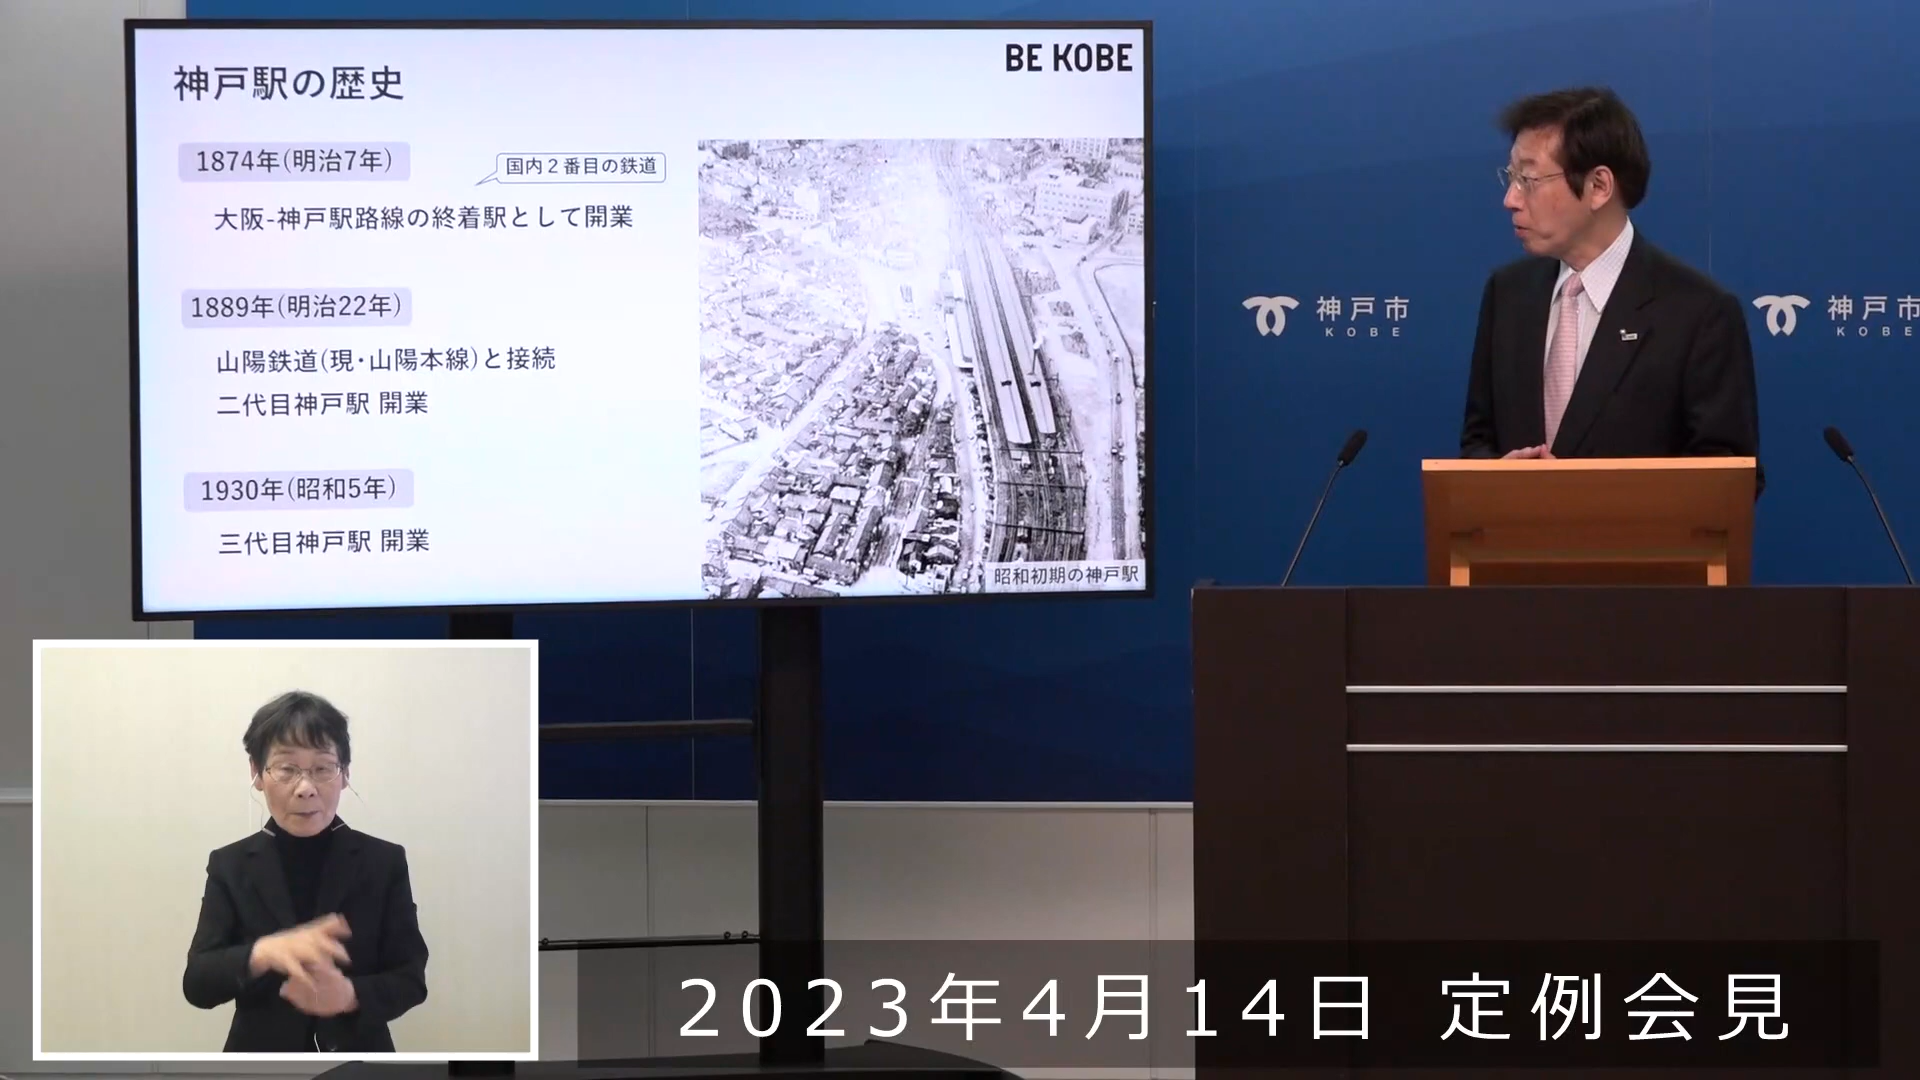 BE KOBE
神戸駅の歴史
1874年(明治7年)
国内２番目の鉄道
大阪-神戸駅路線の終着駅として開業
1889年(明治22年)
山陽鉄道(現･山陽本線)と接続
二代目神戸駅 開業
1930年(昭和5年)
三代目神戸駅 開業
昭和初期の神戸駅
神戸市
KOBE
神戸市
KOBE
2023年4月14日 定例会見